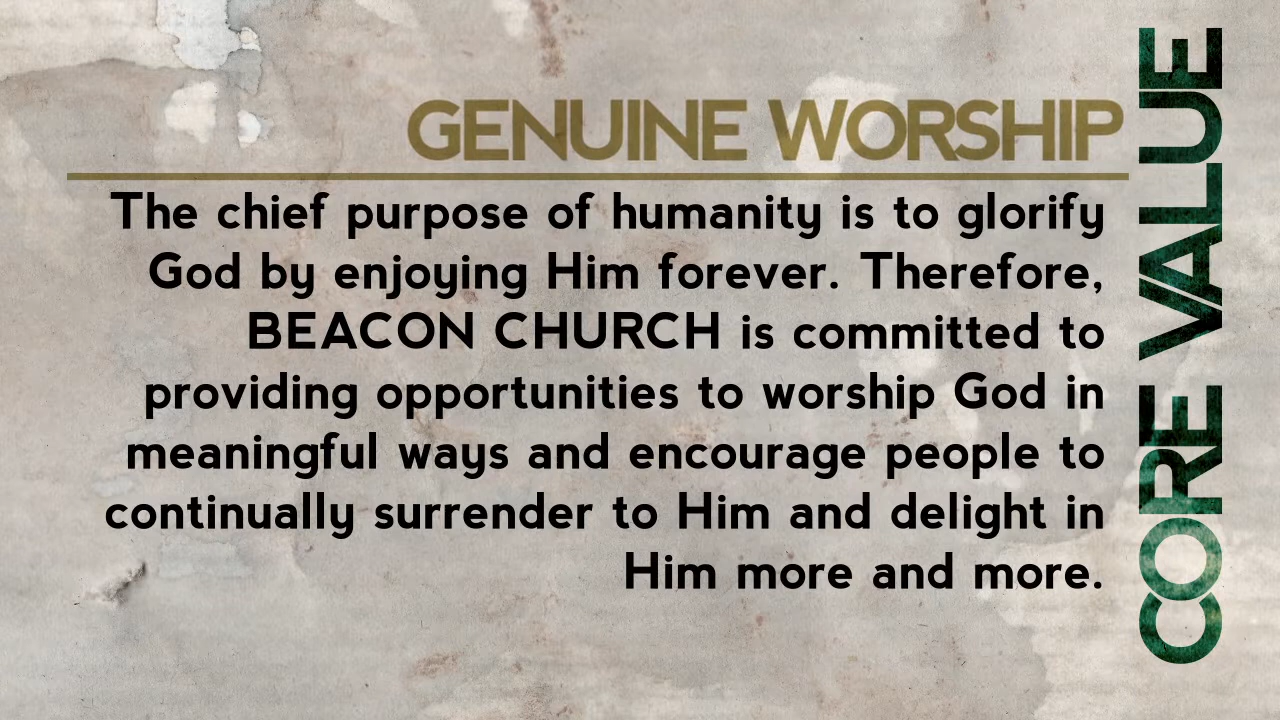 GENUINE WORSHIP
The chief purpose of humanity is to glorify
God by enjoying Him forever. Therefore,
BEACON CHURCH is committed to
providing opportunities to worship God in
meaningful ways and encourage people to
continually surrender to Him and delight in
Him more and more.
CORE VALUE